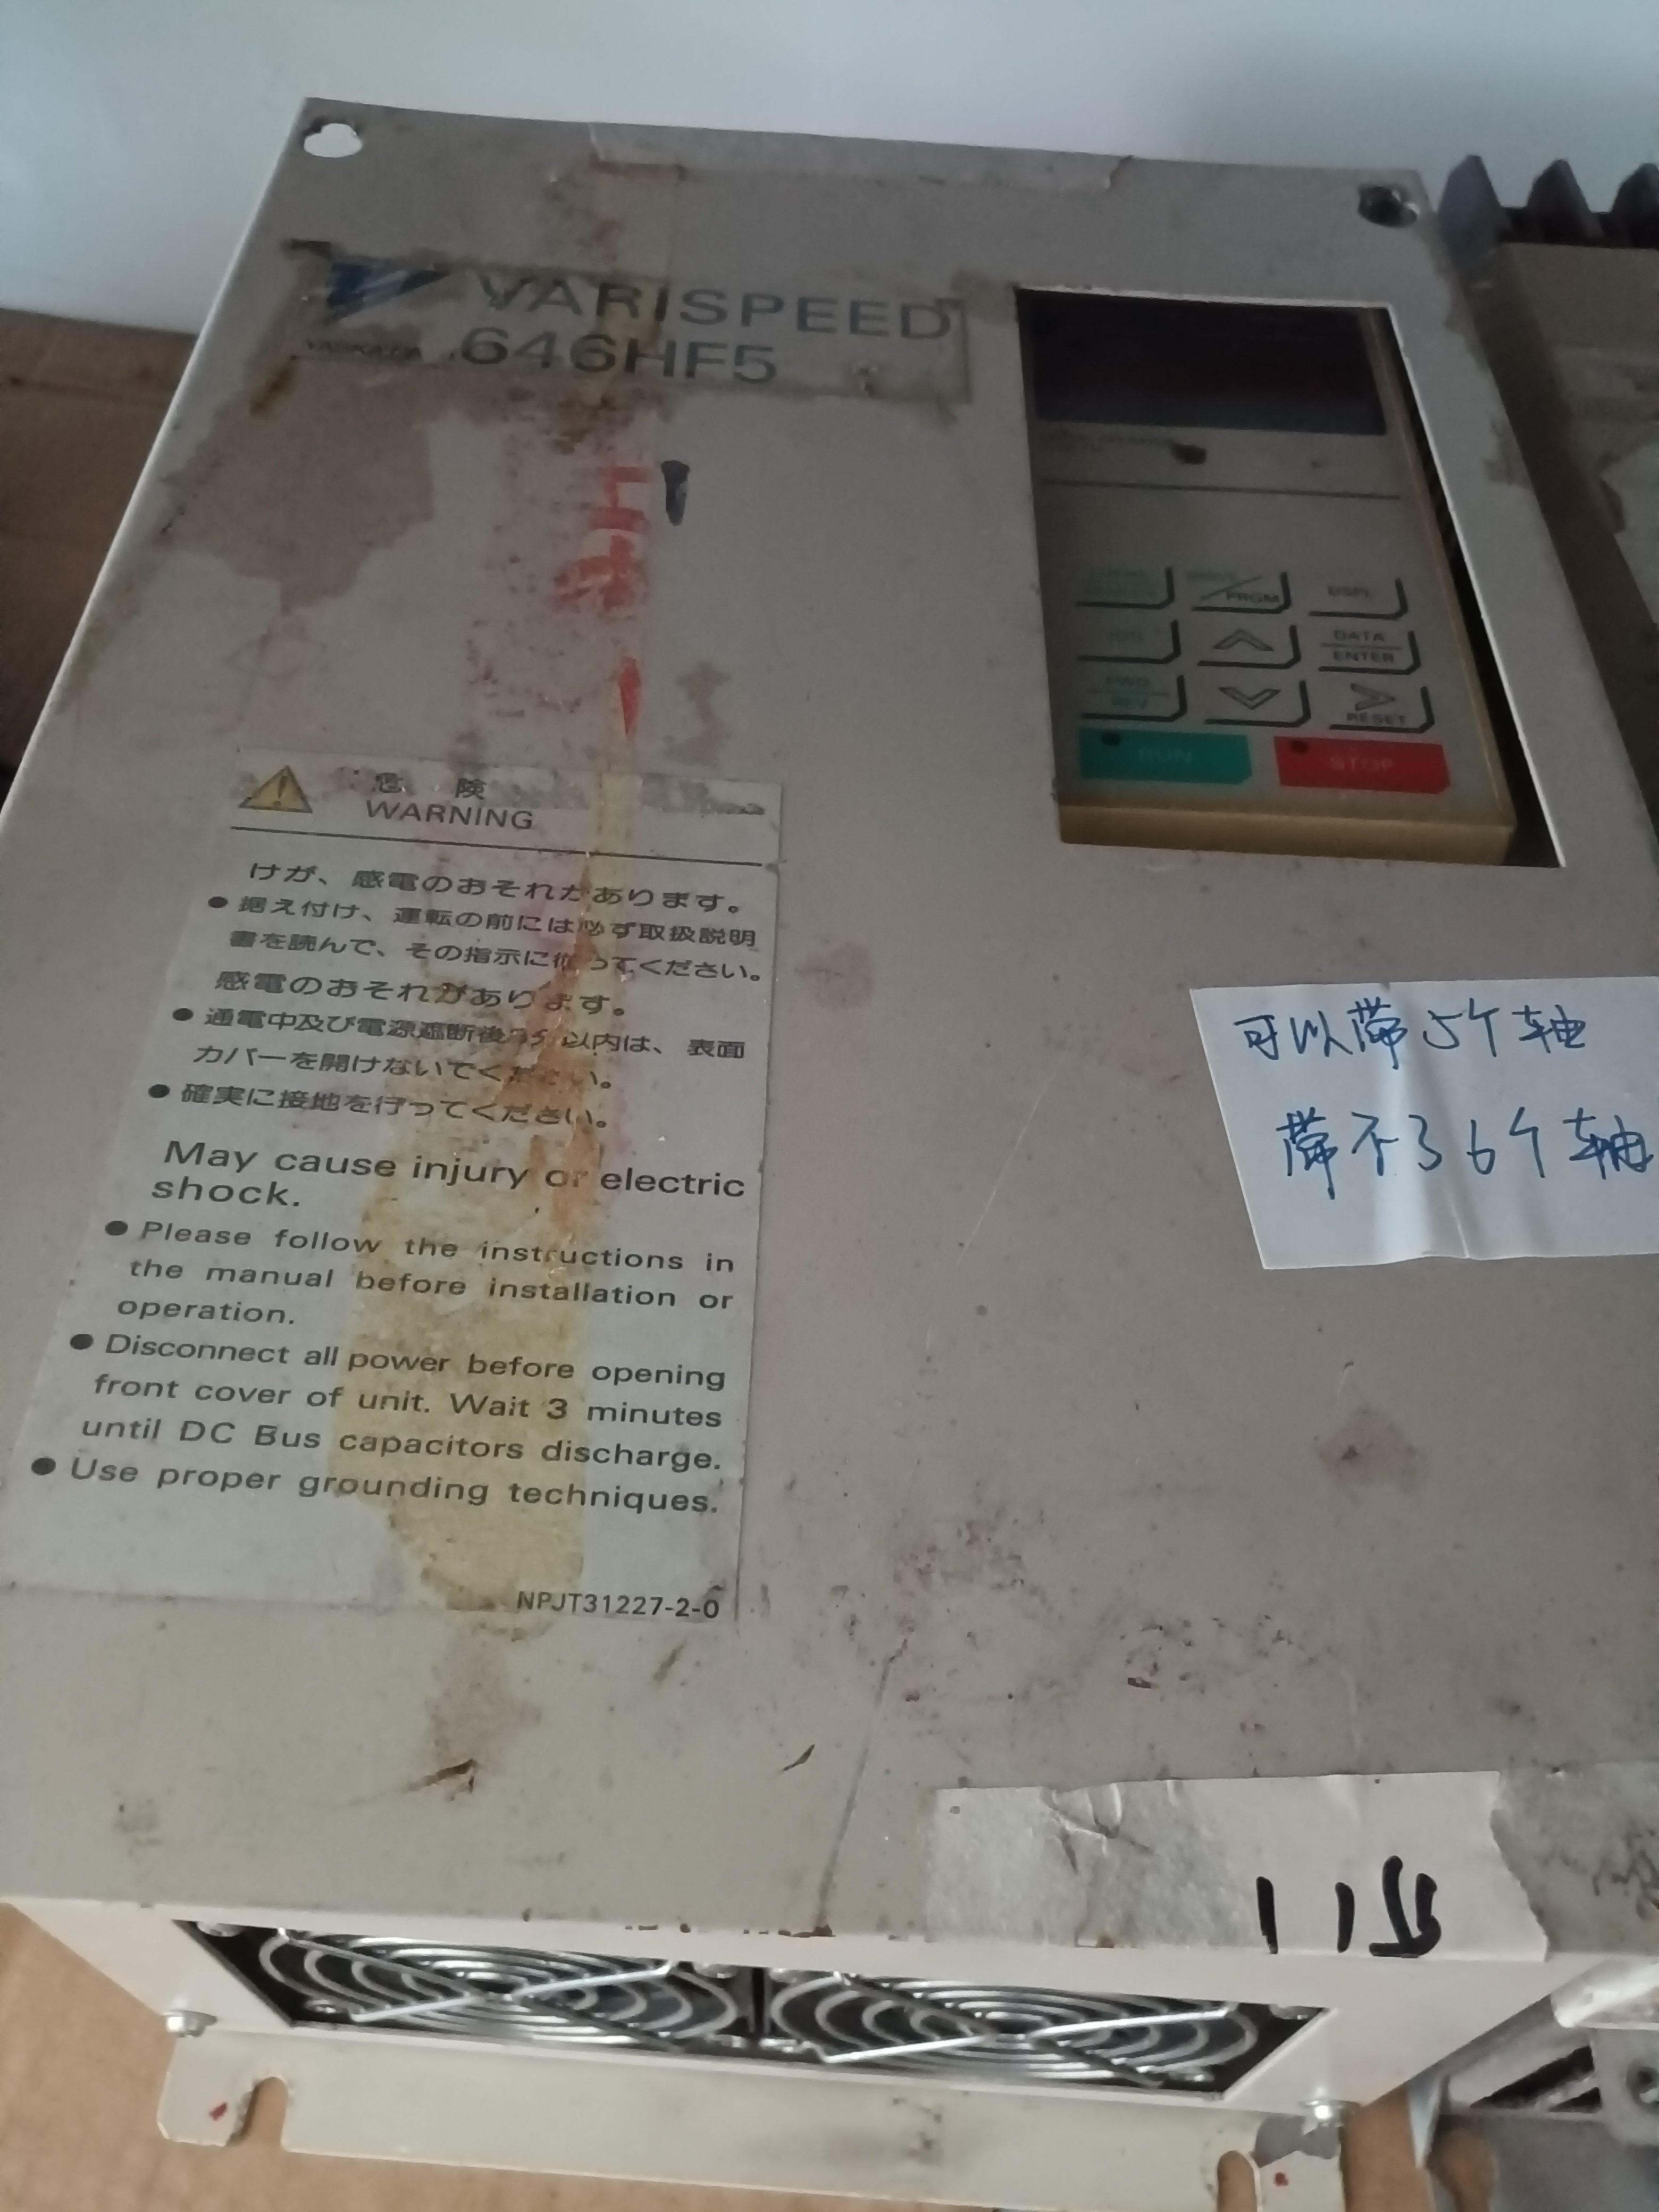 VARISPEED
YASKAWA 646HF5
PRGM
DSPL
DATA
ENTER
FWD
REV
RESET
RUN
STOP
危 険
WARNING
けが、感電のおそれがあります。
● 据え付け、運転の前には必ず取扱説明
書を読んで、その指示に従ってください。
感電のおそれがあります。
● 通電中及び電源遮断後 以内は、表面
カバーを開けないでください。
● 確実に接地を行ってください。
May cause injury or electric
shock.
● Please follow the instructions in
the manual before installation or
operation.
● Disconnect all power before opening
front cover of unit. Wait 3 minutes
until DC Bus capacitors discharge.
● Use proper grounding techniques.
NPJT31227-2-0
可以带5个轴
带不了6个轴